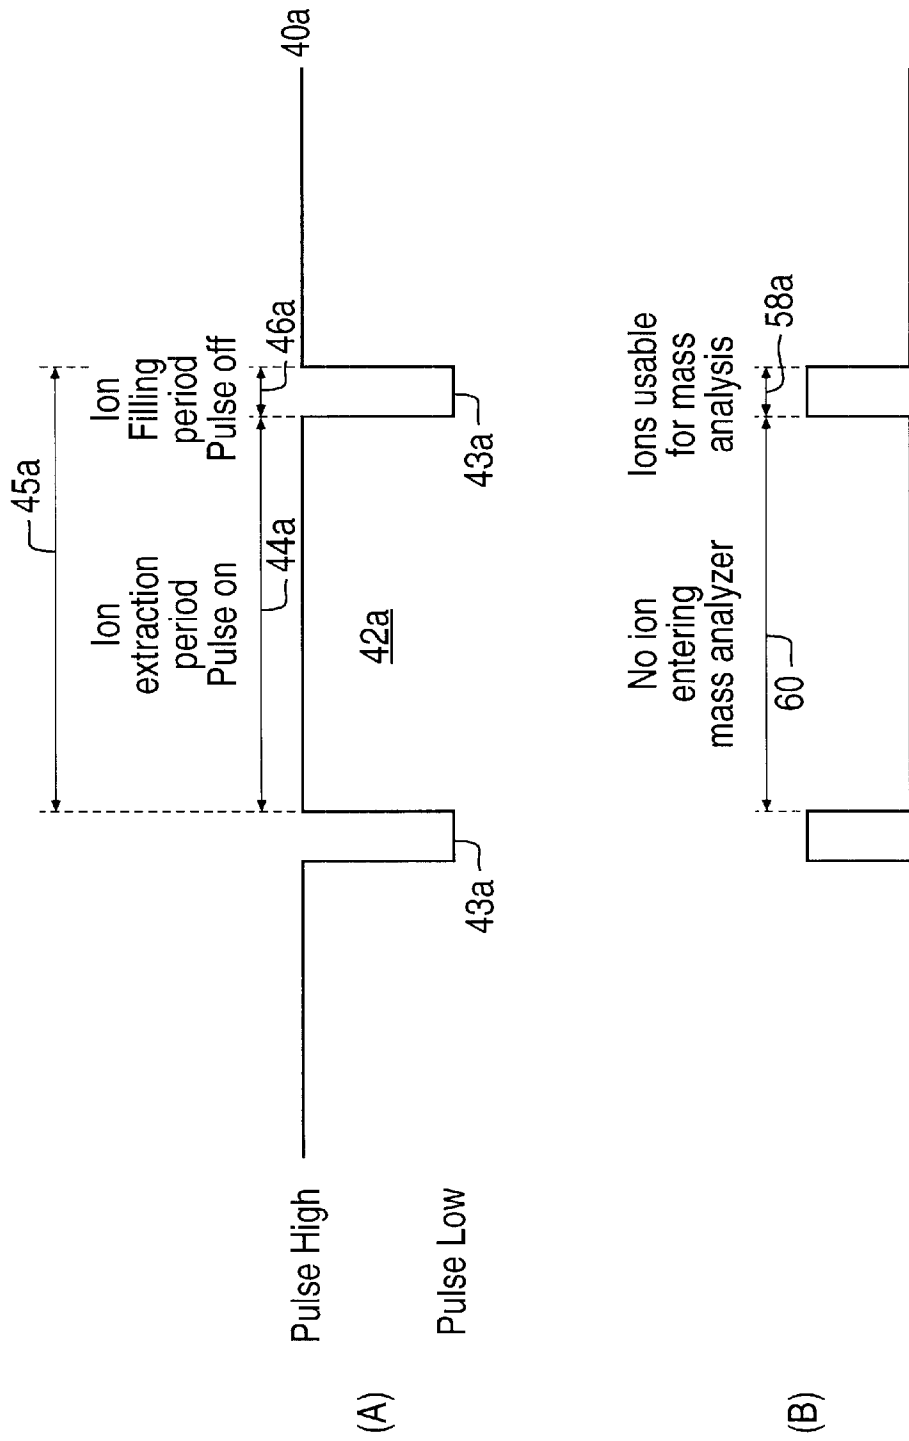 45a
Ion
extraction
period
Pulse on
Ion
Filling
period
Pulse off
44a
46a
40a
Pulse High
42a
Pulse Low
43a
43a
(A)
No ion
entering
mass analyzer
Ions usable
for mass
analysis
60
58a
(B)